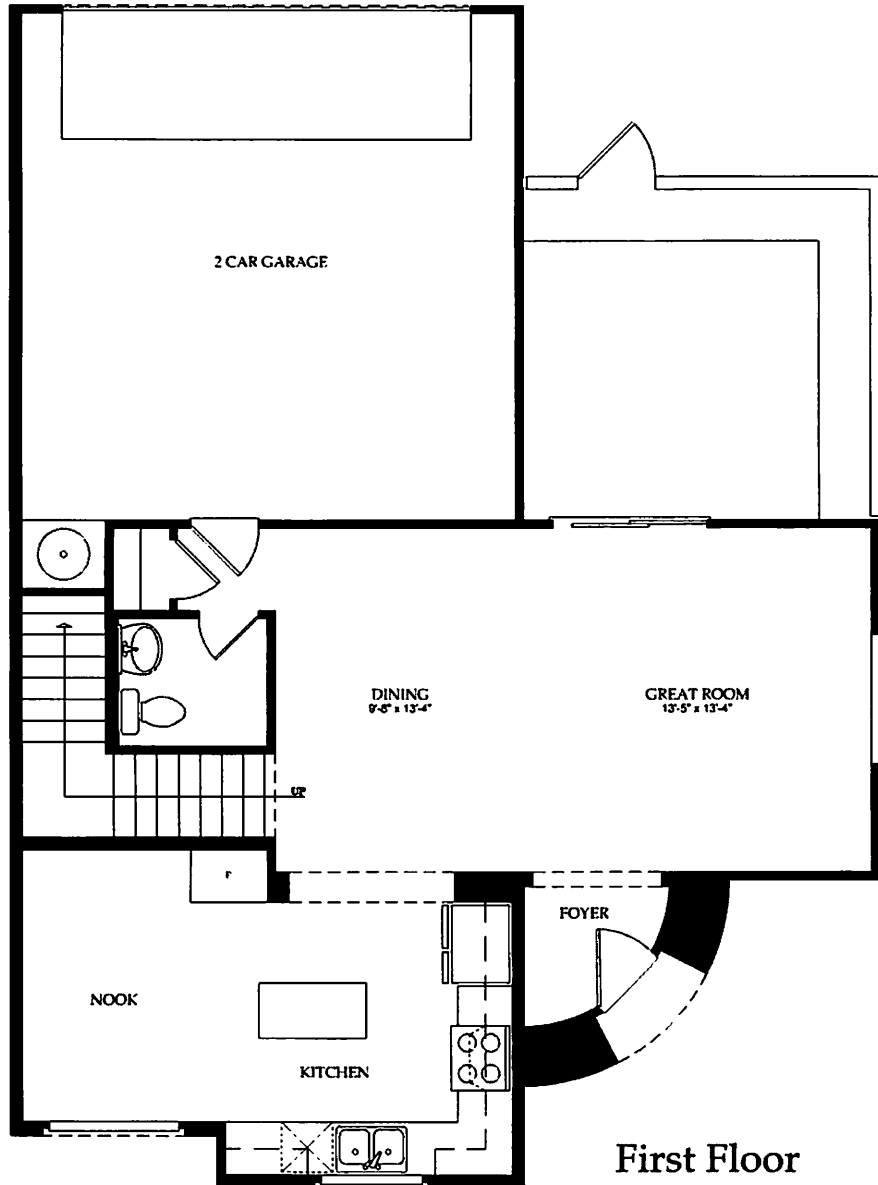 2 CAR GARAGE
DINING
9'-8" x 13'-4"
GREAT ROOM
13'-5" x 13'-4"
UP
P
FOYER
NOOK
KITCHEN
First Floor